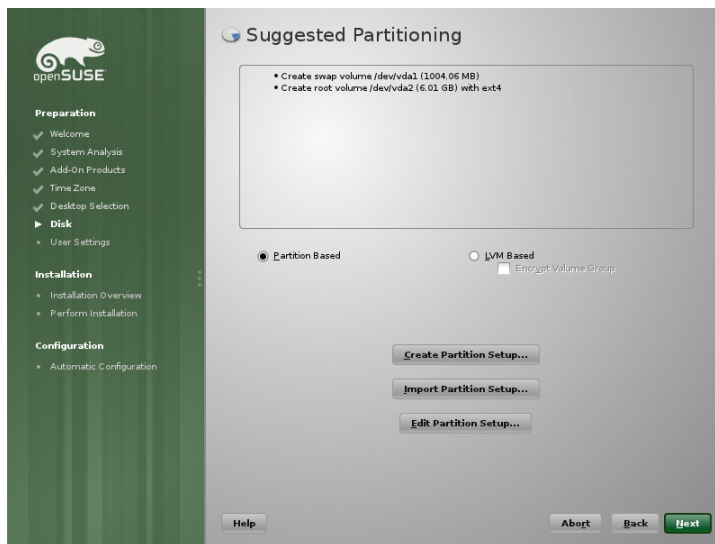 openSUSE
Preparation
Welcome
System Analysis
Add-On Products
Time Zone
Desktop Selection
Disk
User Settings
Installation
Installation Overview
Perform Installation
Configuration
Automatic Configuration
Suggested Partitioning
• Create swap volume /dev/vda1 (1004.06 MB)
• Create root volume /dev/vda2 (6.01 GB) with ext4
Partition Based
LVM Based
Encrypt Volume Group
Create Partition Setup...
Import Partition Setup...
Edit Partition Setup...
Help
Abort
Back
Next